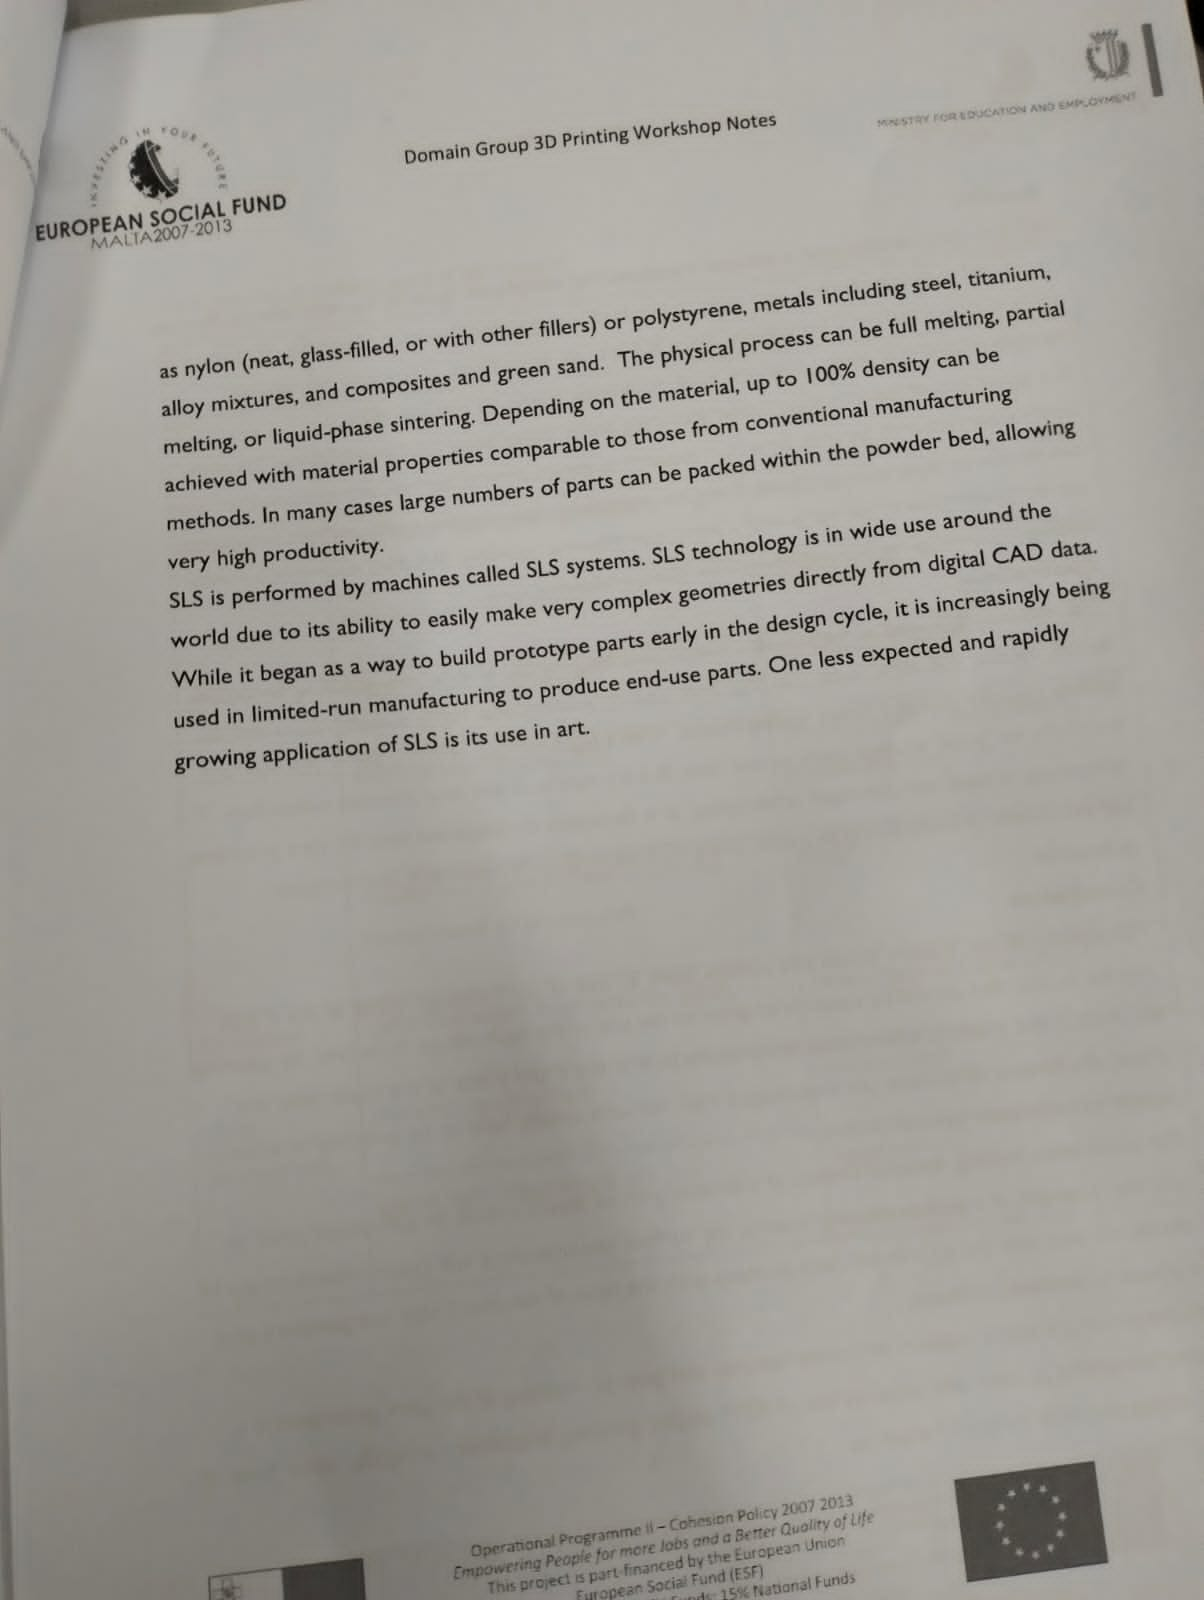 INVESTING IN YOUR FUTURE
EUROPEAN SOCIAL FUND
MALTA 2007-2013
Domain Group 3D Printing Workshop Notes
MINISTRY FOR EDUCATION AND EMPLOYMENT
as nylon (neat, glass-filled, or with other fillers) or polystyrene, metals including steel, titanium,
alloy mixtures, and composites and green sand. The physical process can be full melting, partial
melting, or liquid-phase sintering. Depending on the material, up to 100% density can be
achieved with material properties comparable to those from conventional manufacturing
methods. In many cases large numbers of parts can be packed within the powder bed, allowing
very high productivity.
SLS is performed by machines called SLS systems. SLS technology is in wide use around the
world due to its ability to easily make very complex geometries directly from digital CAD data.
While it began as a way to build prototype parts early in the design cycle, it is increasingly being
used in limited-run manufacturing to produce end-use parts. One less expected and rapidly
growing application of SLS is its use in art.
Operational Programme II – Cohesion Policy 2007 2013
Empowering People for more Jobs and a Better Quality of Life
This project is part-financed by the European Union
European Social Fund (ESF)
Funds: 15% National Funds